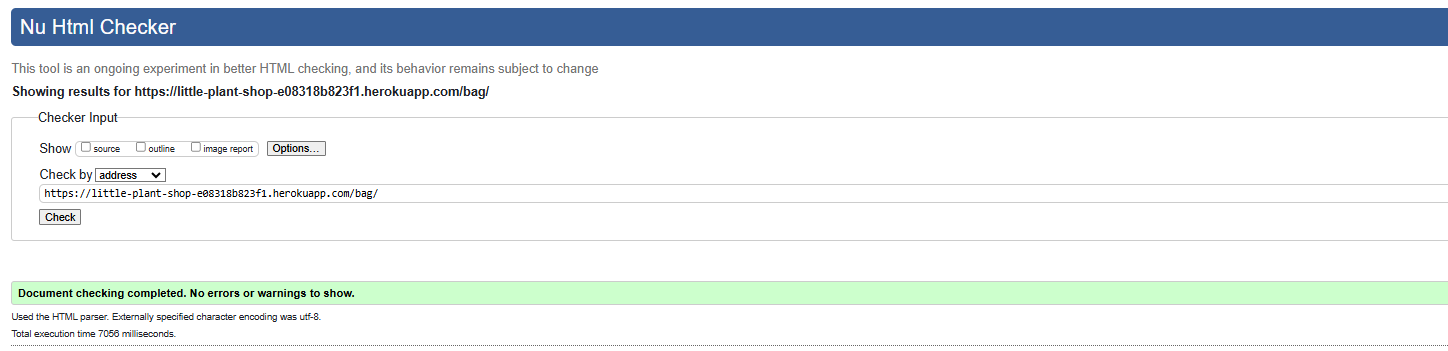 Nu Html Checker
This tool is an ongoing experiment in better HTML checking, and its behavior remains subject to change
Showing results for https://little-plant-shop-e08318b823f1.herokuapp.com/bag/
Checker Input
Show source outline image report Options...
Check by address
https://little-plant-shop-e08318b823f1.herokuapp.com/bag/
Check
Document checking completed. No errors or warnings to show.
Used the HTML parser. Externally specified character encoding was utf-8.
Total execution time 7056 milliseconds.